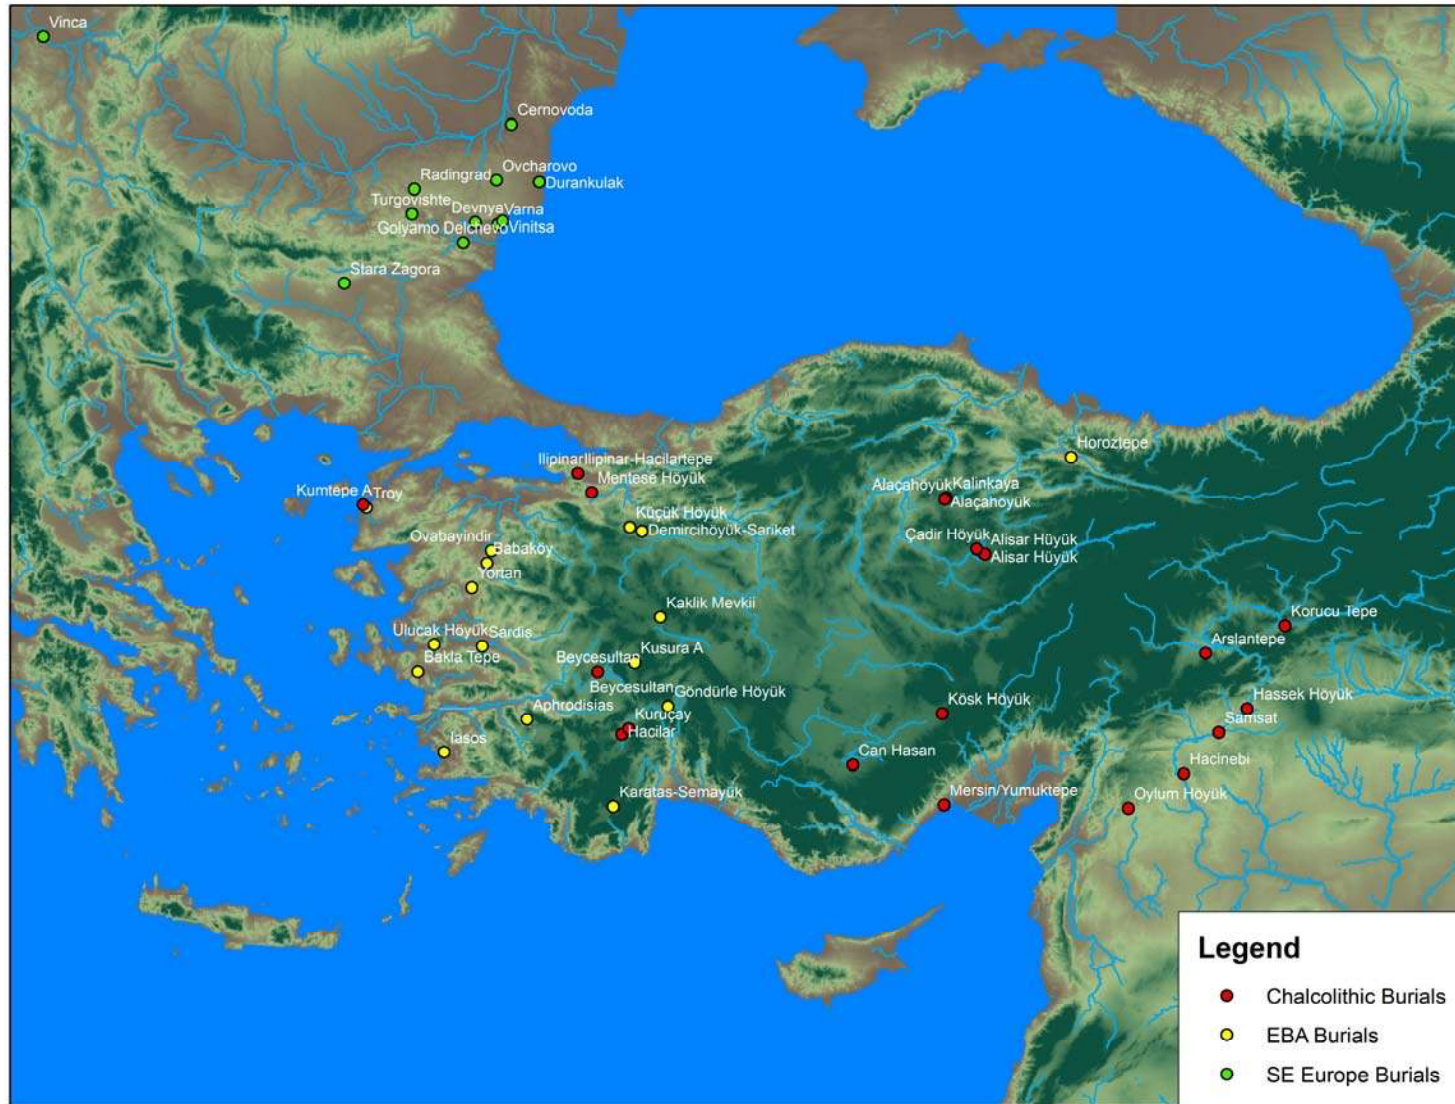 Vinca
Cernovoda
Ovcharovo
Radingrad
Durankulak
Turgovishte
Devnya
Varna
Golyamo Delchevo
Vinitsa
Stara Zagora
Horoztepe
Ilipinar
Ilipinar-Hacilartepe
Mentese Höyük
Kumtepe A
Troy
Alaçahöyük
Kalinkaya
Alaçahoyuk
Küçük Höyük
Demircihöyük-Sariket
Ovabayindir
Babaköy
Çadir Höyük
Alisar Hüyük
Alisar Hüyük
Yortan
Kaklik Mevkii
Korucu Tepe
Ulucak Höyük
Sardis
Arslantepe
Bakla Tepe
Beycesultan
Kusura A
Beycesultan
Göndürle Höyük
Hassek Höyük
Aphrodisias
Kösk Höyük
Samsat
Kuruçay
Hacilar
Iasos
Can Hasan
Hacinebi
Karatas-Semayük
Mersin/Yumuktepe
Oylum Höyük
Legend
Chalcolithic Burials
EBA Burials
SE Europe Burials